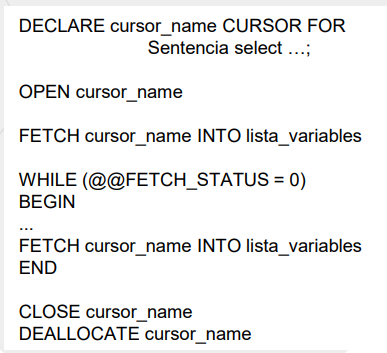 DECLARE cursor_name CURSOR FOR
Sentencia select ...;
OPEN cursor_name
FETCH cursor_name INTO lista_variables
WHILE (@@FETCH_STATUS = 0)
BEGIN
...
FETCH cursor_name INTO lista_variables
END
CLOSE cursor_name
DEALLOCATE cursor_name